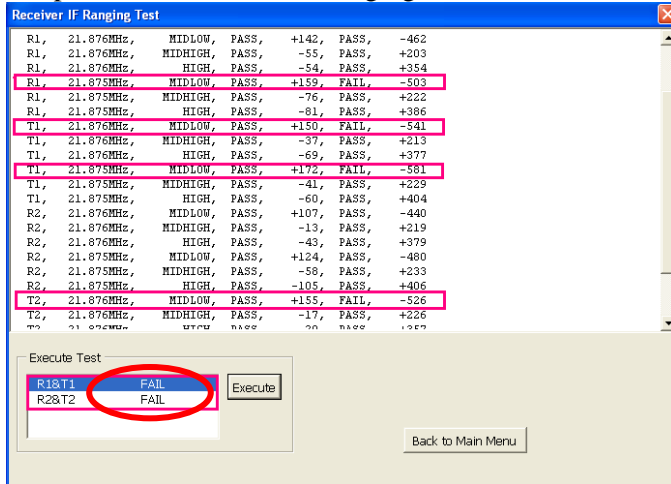 Receiver IF Ranging Test
R1, 21.876MHz, MIDLOW, PASS, +142, PASS, -462
R1, 21.876MHz, MIDHIGH, PASS, -55, PASS, +203
R1, 21.876MHz, HIGH, PASS, -54, PASS, +354
R1, 21.875MHz, MIDLOW, PASS, +159, FAIL, -503
R1, 21.875MHz, MIDHIGH, PASS, -76, PASS, +222
R1, 21.875MHz, HIGH, PASS, -81, PASS, +386
T1, 21.876MHz, MIDLOW, PASS, +150, FAIL, -541
T1, 21.876MHz, MIDHIGH, PASS, -37, PASS, +213
T1, 21.876MHz, HIGH, PASS, -69, PASS, +377
T1, 21.875MHz, MIDLOW, PASS, +172, FAIL, -581
T1, 21.875MHz, MIDHIGH, PASS, -41, PASS, +229
T1, 21.875MHz, HIGH, PASS, -60, PASS, +404
R2, 21.876MHz, MIDLOW, PASS, +107, PASS, -440
R2, 21.876MHz, MIDHIGH, PASS, -13, PASS, +219
R2, 21.876MHz, HIGH, PASS, -43, PASS, +379
R2, 21.875MHz, MIDLOW, PASS, +124, PASS, -480
R2, 21.875MHz, MIDHIGH, PASS, -58, PASS, +233
R2, 21.875MHz, HIGH, PASS, -105, PASS, +406
T2, 21.876MHz, MIDLOW, PASS, +155, FAIL, -526
T2, 21.876MHz, MIDHIGH, PASS, -17, PASS, +226
Execute Test
R1&T1 FAIL
R2&T2 FAIL
Execute
Back to Main Menu